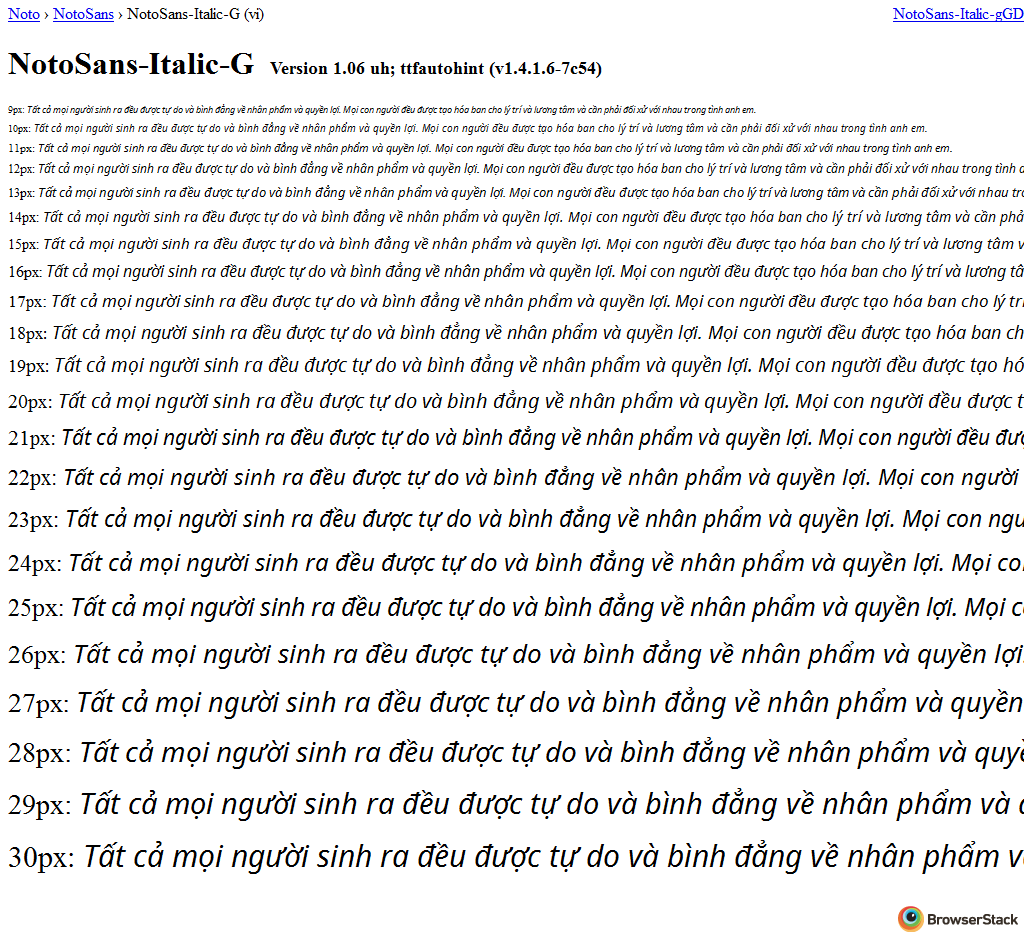 Noto › NotoSans › NotoSans-Italic-G (vi) NotoSans-Italic-gGD
NotoSans-Italic-G Version 1.06 uh; ttfautohint (v1.4.1.6-7c54)
9px: Tất cả mọi người sinh ra đều được tự do và bình đẳng về nhân phẩm và quyền lợi. Mọi con người đều được tạo hóa ban cho lý trí và lương tâm và cần phải đối xử với nhau trong tình anh em.
10px: Tất cả mọi người sinh ra đều được tự do và bình đẳng về nhân phẩm và quyền lợi. Mọi con người đều được tạo hóa ban cho lý trí và lương tâm và cần phải đối xử với nhau trong tình anh em.
11px: Tất cả mọi người sinh ra đều được tự do và bình đẳng về nhân phẩm và quyền lợi. Mọi con người đều được tạo hóa ban cho lý trí và lương tâm và cần phải đối xử với nhau trong tình anh em.
12px: Tất cả mọi người sinh ra đều được tự do và bình đẳng về nhân phẩm và quyền lợi. Mọi con người đều được tạo hóa ban cho lý trí và lương tâm và cần phải đối xử với nhau trong tình
13px: Tất cả mọi người sinh ra đều được tự do và bình đẳng về nhân phẩm và quyền lợi. Mọi con người đều được tạo hóa ban cho lý trí và lương tâm và cần phải đối xử với nhau
14px: Tất cả mọi người sinh ra đều được tự do và bình đẳng về nhân phẩm và quyền lợi. Mọi con người đều được tạo hóa ban cho lý trí và lương tâm và cần
15px: Tất cả mọi người sinh ra đều được tự do và bình đẳng về nhân phẩm và quyền lợi. Mọi con người đều được tạo hóa ban cho lý trí và lương tâm
16px: Tất cả mọi người sinh ra đều được tự do và bình đẳng về nhân phẩm và quyền lợi. Mọi con người đều được tạo hóa ban cho lý trí và lương
17px: Tất cả mọi người sinh ra đều được tự do và bình đẳng về nhân phẩm và quyền lợi. Mọi con người đều được tạo hóa ban cho lý
18px: Tất cả mọi người sinh ra đều được tự do và bình đẳng về nhân phẩm và quyền lợi. Mọi con người đều được tạo hóa ban
19px: Tất cả mọi người sinh ra đều được tự do và bình đẳng về nhân phẩm và quyền lợi. Mọi con người đều được tạo
20px: Tất cả mọi người sinh ra đều được tự do và bình đẳng về nhân phẩm và quyền lợi. Mọi con người đều được
21px: Tất cả mọi người sinh ra đều được tự do và bình đẳng về nhân phẩm và quyền lợi. Mọi con người đều
22px: Tất cả mọi người sinh ra đều được tự do và bình đẳng về nhân phẩm và quyền lợi. Mọi con người
23px: Tất cả mọi người sinh ra đều được tự do và bình đẳng về nhân phẩm và quyền lợi. Mọi con
24px: Tất cả mọi người sinh ra đều được tự do và bình đẳng về nhân phẩm và quyền lợi. Mọi
25px: Tất cả mọi người sinh ra đều được tự do và bình đẳng về nhân phẩm và quyền lợi. Mọi
26px: Tất cả mọi người sinh ra đều được tự do và bình đẳng về nhân phẩm và quyền lợi.
27px: Tất cả mọi người sinh ra đều được tự do và bình đẳng về nhân phẩm và quyền
28px: Tất cả mọi người sinh ra đều được tự do và bình đẳng về nhân phẩm và
29px: Tất cả mọi người sinh ra đều được tự do và bình đẳng về nhân phẩm và
30px: Tất cả mọi người sinh ra đều được tự do và bình đẳng về nhân phẩm
BrowserStack